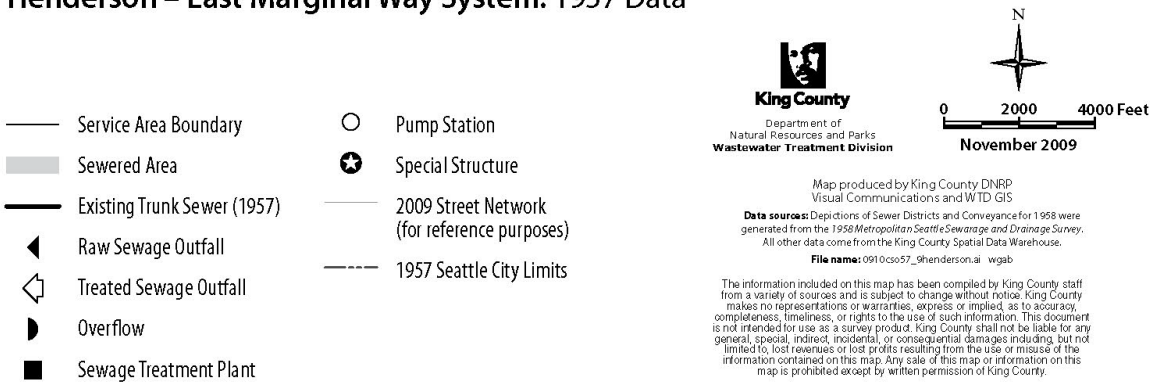 Henderson – East Marginal Way System: 1957 Data
Service Area Boundary
Sewered Area
Existing Trunk Sewer (1957)
Raw Sewage Outfall
Treated Sewage Outfall
Overflow
Sewage Treatment Plant
Pump Station
Special Structure
2009 Street Network
(for reference purposes)
1957 Seattle City Limits
King County
Department of
Natural Resources and Parks
Wastewater Treatment Division
N
0 2000 4000 Feet
November 2009
Map produced by King County DNRP
Visual Communications and WTD GIS
Data sources: Depictions of Sewer Districts and Conveyance for 1958 were
generated from the 1958 Metropolitan Seattle Sewarage and Drainage Survey.
All other data come from the King County Spatial Data Warehouse.
File name: 0910cso57_9henderson.ai wgab
The information included on this map has been compiled by King County staff
from a variety of sources and is subject to change without notice. King County
makes no representations or warranties, express or implied, as to accuracy,
completeness, timeliness, or rights to the use of such information. This document
is not intended for use as a survey product. King County shall not be liable for any
general, special, indirect, incidental, or consequential damages including, but not
limited to, lost revenues or lost profits resulting from the use or misuse of the
information contained on this map. Any sale of this map or information on this
map is prohibited except by written permission of King County.